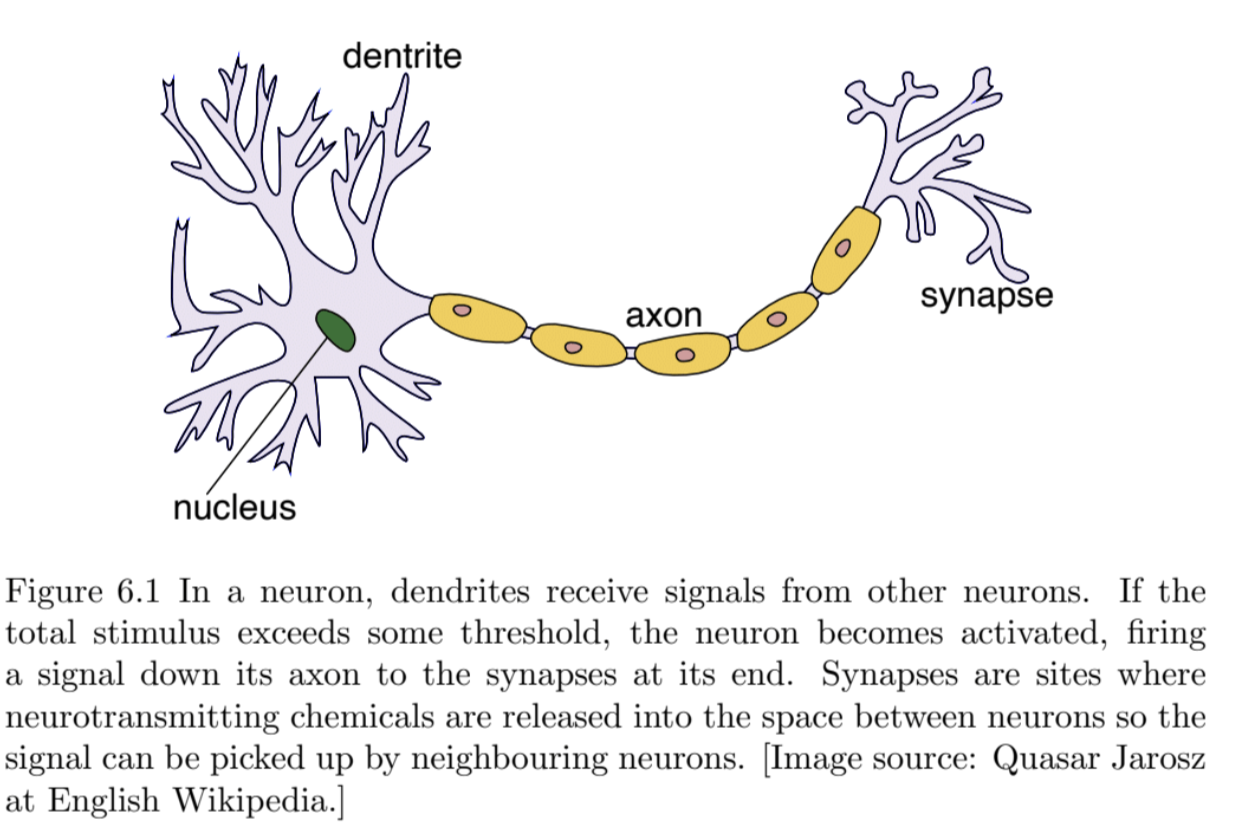 dentrite
axon
synapse
nucleus
Figure 6.1 In a neuron, dendrites receive signals from other neurons. If the
total stimulus exceeds some threshold, the neuron becomes activated, firing
a signal down its axon to the synapses at its end. Synapses are sites where
neurotransmitting chemicals are released into the space between neurons so the
signal can be picked up by neighbouring neurons. [Image source: Quasar Jarosz
at English Wikipedia.]